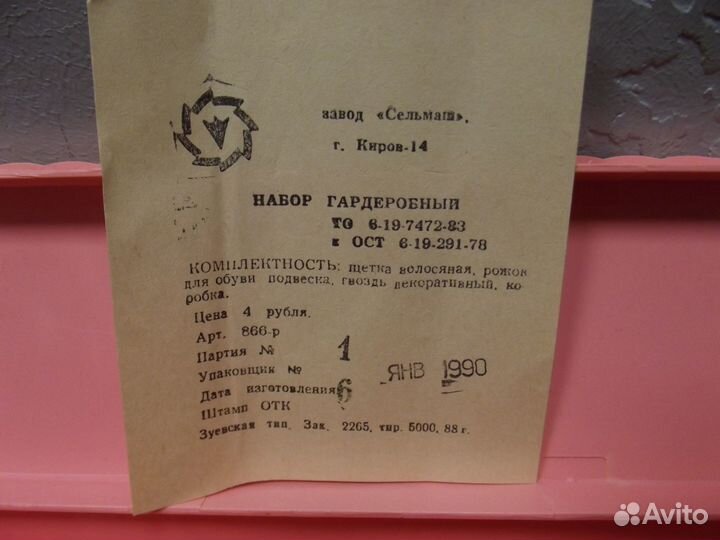 завод «Сельмаш»,
г. Киров-14
НАБОР ГАРДЕРОБНЫЙ
ТО 6-19-7472-83
к ОСТ 6-19-291-78
КОМПЛЕКТНОСТЬ: щетка волосяная, рожок
для обуви подвеска, гвоздь декоративный, ко
робка.
Цена 4 рубля.
Арт. 866-р
Партия № 1
Упаковщик №
Дата изготовления 6 ЯНВ 1990
Штамп ОТК
Зуевская тип. Зак. 2265, тир. 5000, 88 г.
Avito